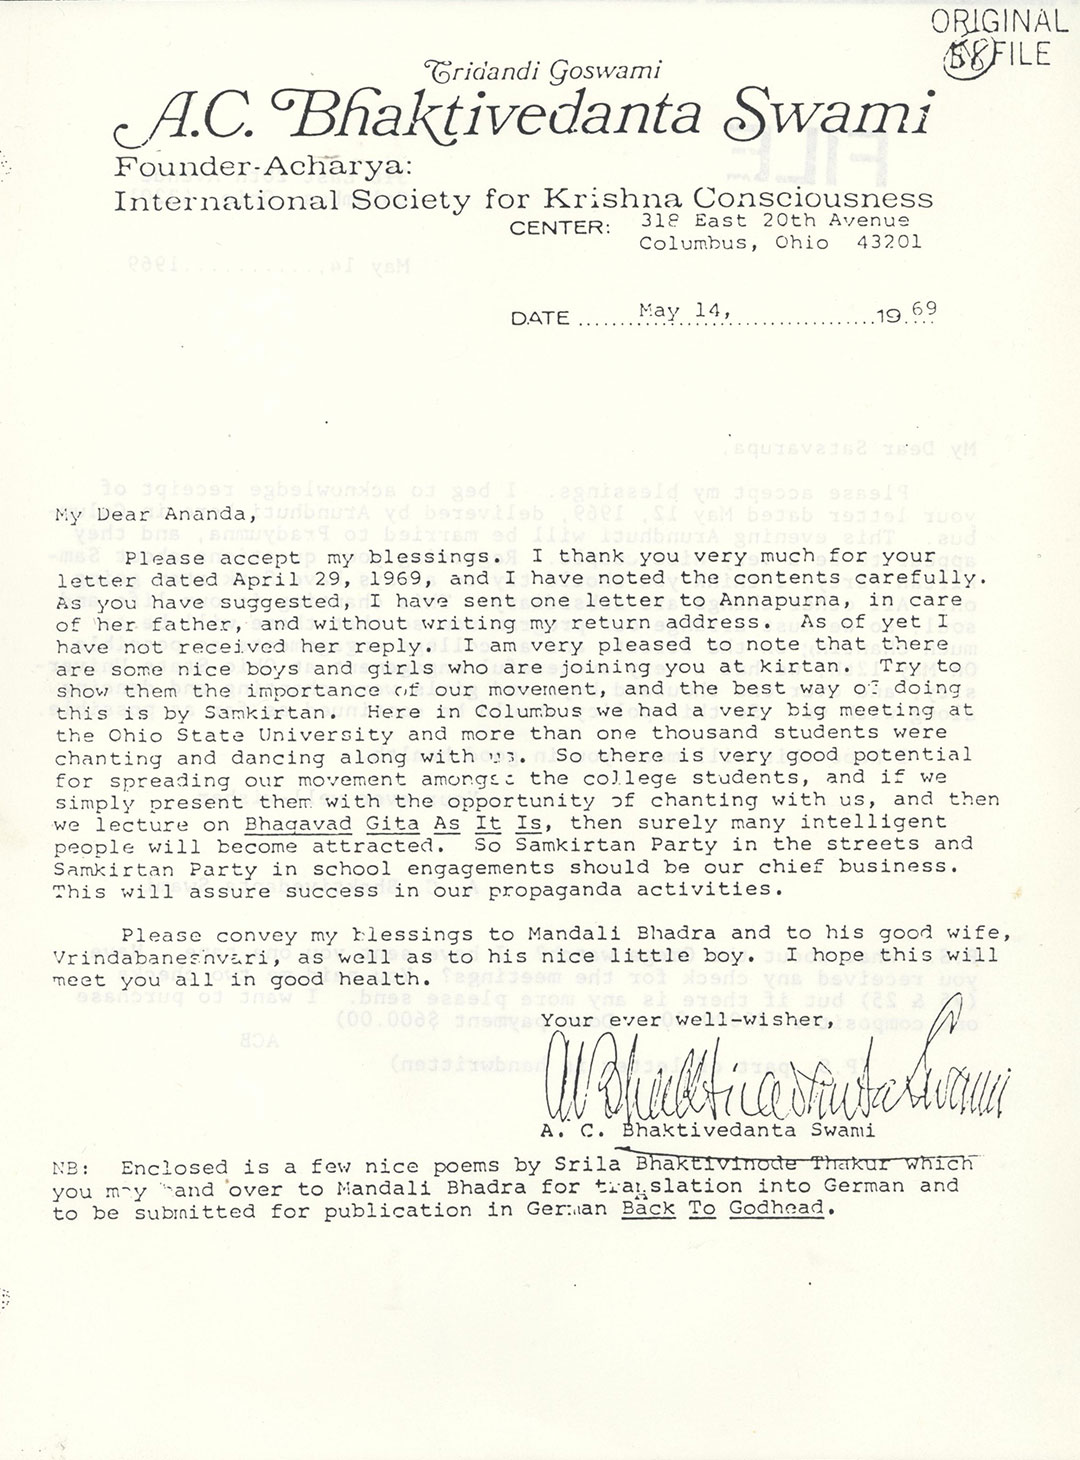 ORIGINAL
58 FILE
Tridandi Goswami
A.C. Bhaktivedanta Swami
Founder-Acharya:
International Society for Krishna Consciousness
CENTER: 318 East 20th Avenue
Columbus, Ohio 43201
DATE ...... May 14, ...... 19 69
My Dear Ananda,
Please accept my blessings. I thank you very much for your
letter dated April 29, 1969, and I have noted the contents carefully.
As you have suggested, I have sent one letter to Annapurna, in care
of her father, and without writing my return address. As of yet I
have not received her reply. I am very pleased to note that there
are some nice boys and girls who are joining you at kirtan. Try to
show them the importance of our movement, and the best way of doing
this is by Samkirtan. Here in Columbus we had a very big meeting at
the Ohio State University and more than one thousand students were
chanting and dancing along with us. So there is very good potential
for spreading our movement amongst the college students, and if we
simply present them with the opportunity of chanting with us, and then
we lecture on Bhagavad Gita As It Is, then surely many intelligent
people will become attracted. So Samkirtan Party in the streets and
Samkirtan Party in school engagements should be our chief business.
This will assure success in our propaganda activities.
Please convey my blessings to Mandali Bhadra and to his good wife,
Vrindabaneshvari, as well as to his nice little boy. I hope this will
meet you all in good health.
Your ever well-wisher,
A C Bhaktivedanta Swami
A. C. Bhaktivedanta Swami
NB: Enclosed is a few nice poems by Srila Bhaktivinode Thakur which
you may hand over to Mandali Bhadra for translation into German and
to be submitted for publication in German Back To Godhead.